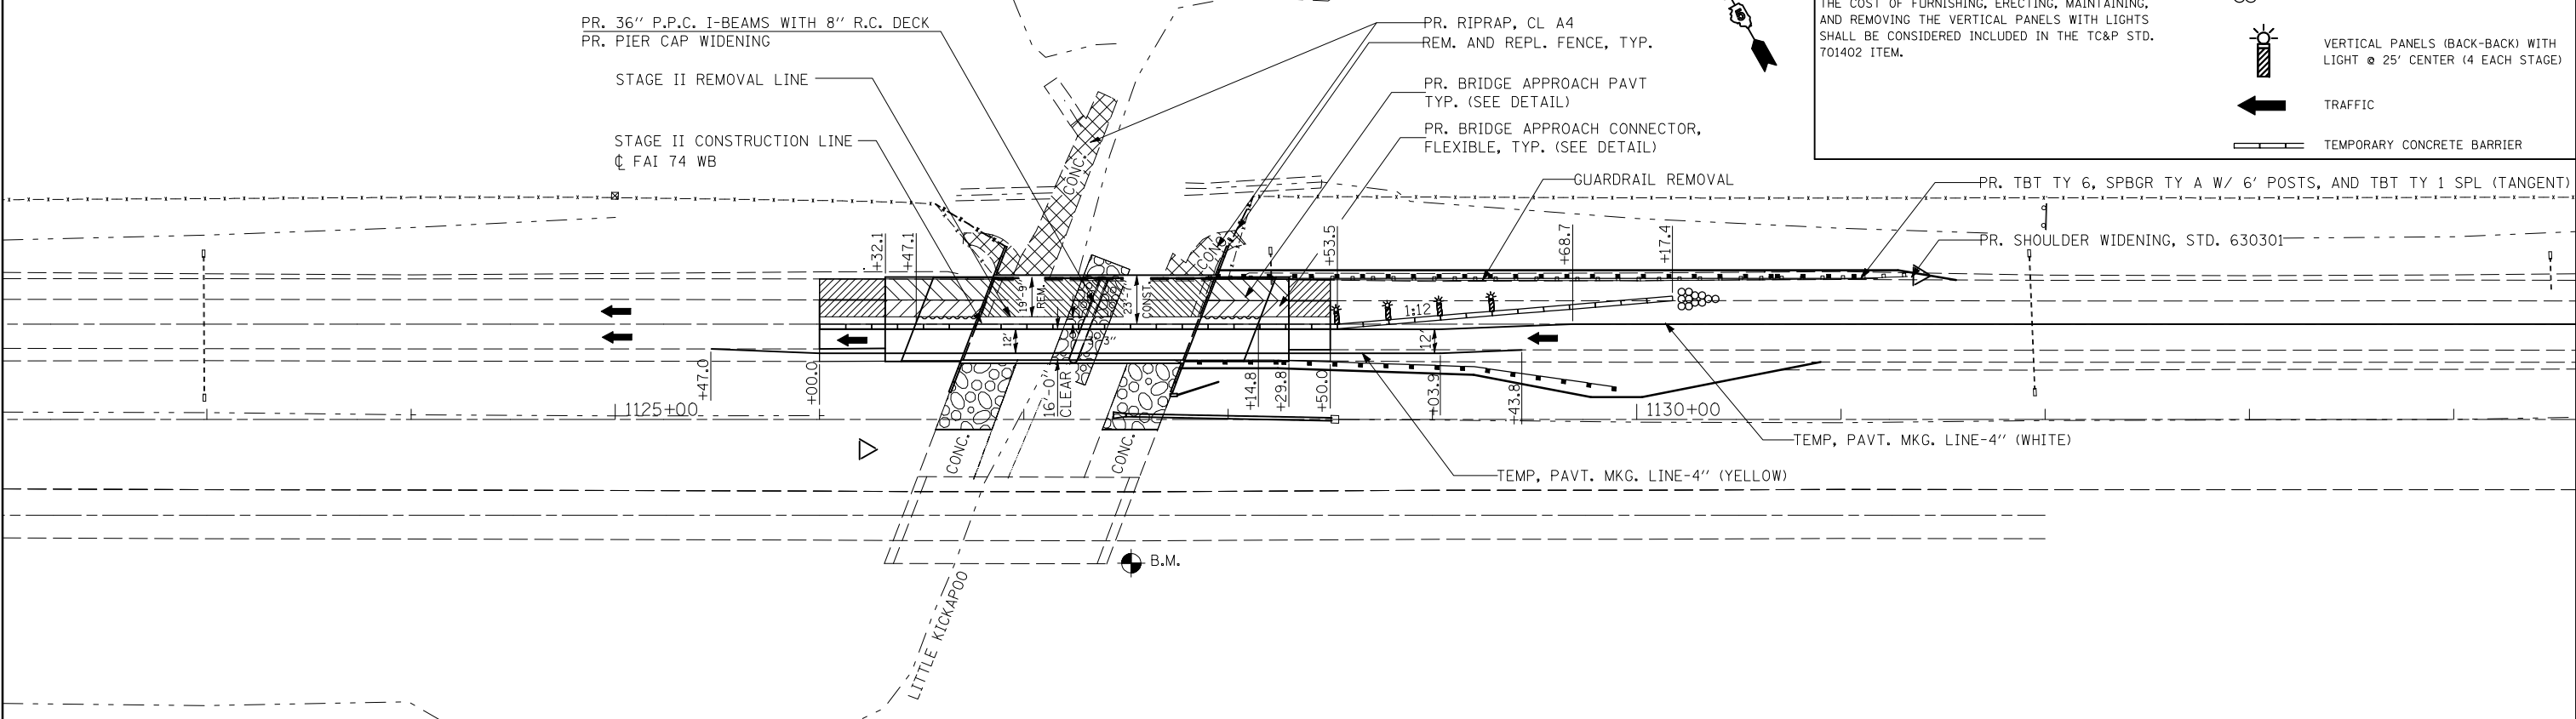 PR. 36" P.P.C. I-BEAMS WITH 8" R.C. DECK
PR. PIER CAP WIDENING
STAGE II REMOVAL LINE
STAGE II CONSTRUCTION LINE
℄ FAI 74 WB
PR. RIPRAP, CL A4
REM. AND REPL. FENCE, TYP.
PR. BRIDGE APPROACH PAVT
TYP. (SEE DETAIL)
PR. BRIDGE APPROACH CONNECTOR,
FLEXIBLE, TYP. (SEE DETAIL)
GUARDRAIL REMOVAL
THE COST OF FURNISHING, ERECTING, MAINTAINING,
AND REMOVING THE VERTICAL PANELS WITH LIGHTS
SHALL BE CONSIDERED INCLUDED IN THE TC&P STD.
701402 ITEM.
VERTICAL PANELS (BACK-BACK) WITH
LIGHT @ 25' CENTER (4 EACH STAGE)
TRAFFIC
TEMPORARY CONCRETE BARRIER
PR. TBT TY 6, SPBGR TY A W/ 6' POSTS, AND TBT TY 1 SPL (TANGENT)
PR. SHOULDER WIDENING, STD. 630301
CONC.
CONC.
+32.1
+47.1
+53.5
+68.7
+17.4
19'-9"
REM.
CONST.
1:12
12'
12'
16'-0"
CLEAR
+47.0
+00.0
+14.8
+29.8
+50.0
+03.9
+43.8
1125+00
1130+00
TEMP, PAVT. MKG. LINE-4" (WHITE)
TEMP, PAVT. MKG. LINE-4" (YELLOW)
CONC.
CONC.
B.M.
LITTLE KICKAPOO